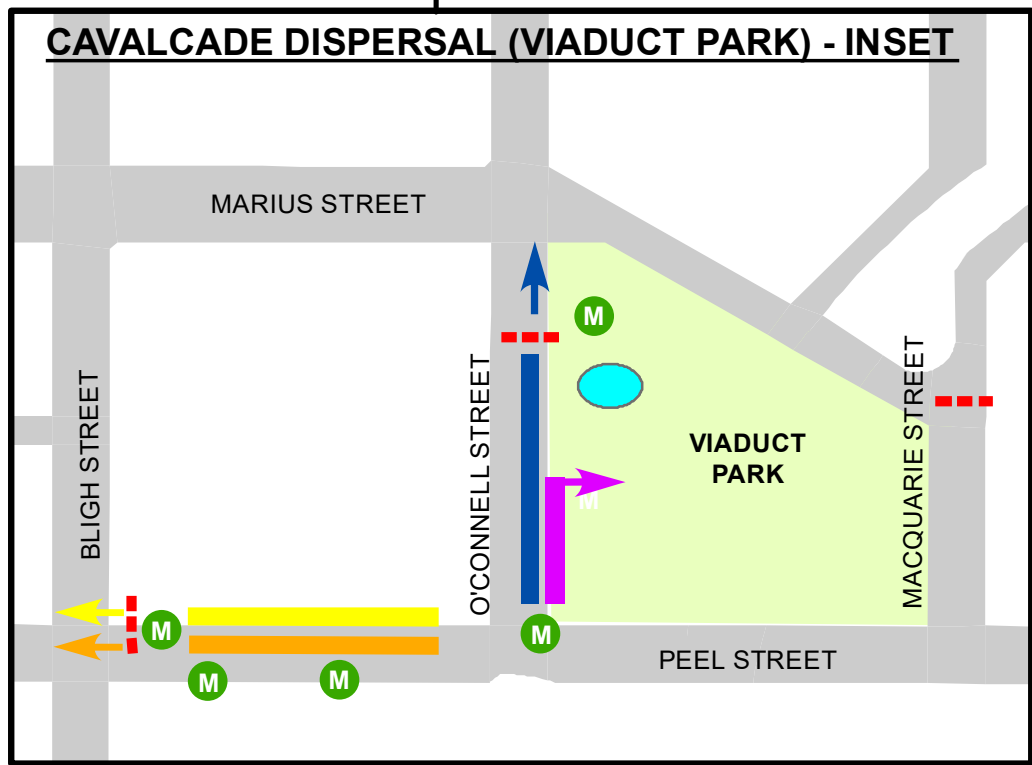 CAVALCADE DISPERSAL (VIADUCT PARK) - INSET
MARIUS STREET
M
O'CONNELL STREET
BLIGH STREET
VIADUCT
PARK
MACQUARIE STREET
M
M
M
PEEL STREET
M
M